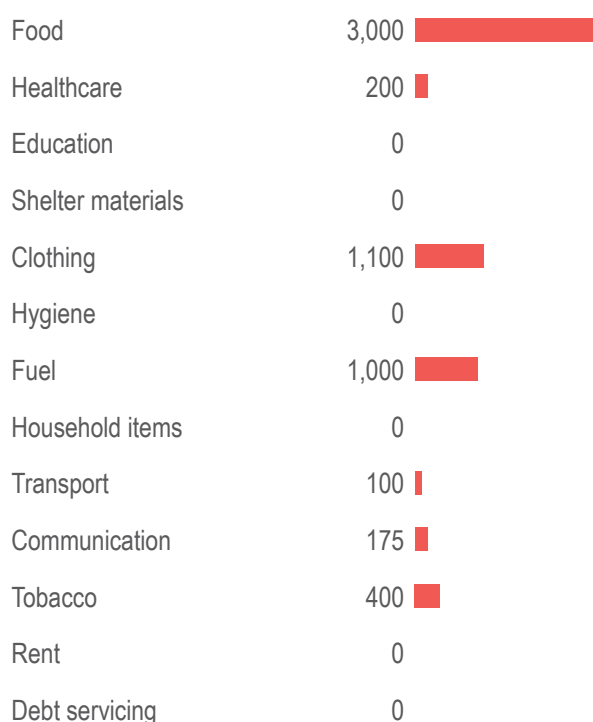 Food 3,000
Healthcare 200
Education 0
Shelter materials 0
Clothing 1,100
Hygiene 0
Fuel 1,000
Household items 0
Transport 100
Communication 175
Tobacco 400
Rent 0
Debt servicing 0